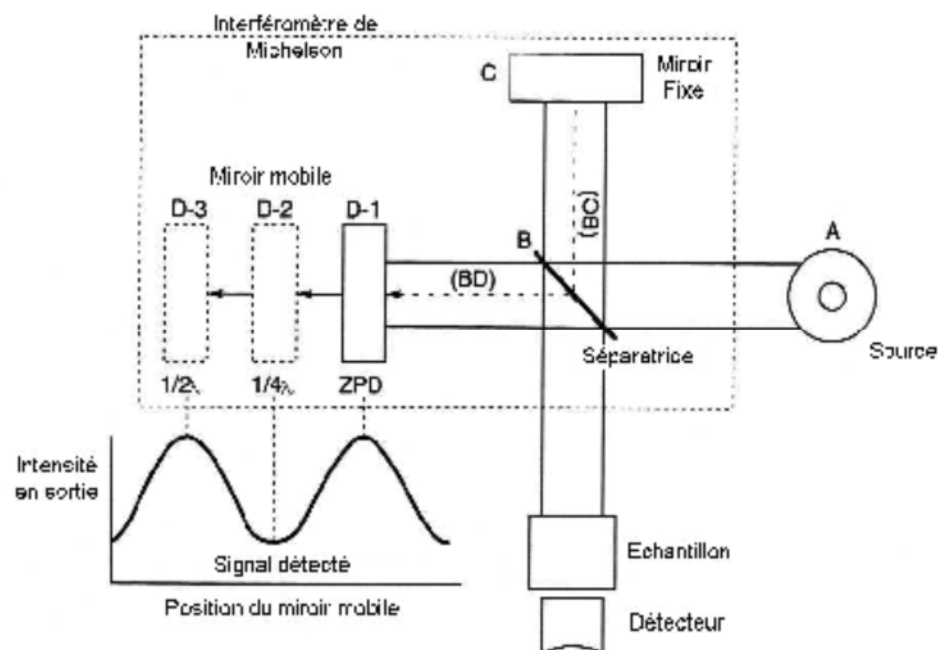 Interféromètre de
Michelson
C
Miroir
Fixe
Miroir mobile
D-3
D-2
D-1
B
(BC)
A
(BD)
Séparatrice
Source
1/2λ
1/4λ
ZPD
Intensité
en sortie
Signal détecté
Position du miroir mobile
Echantillon
Détecteur